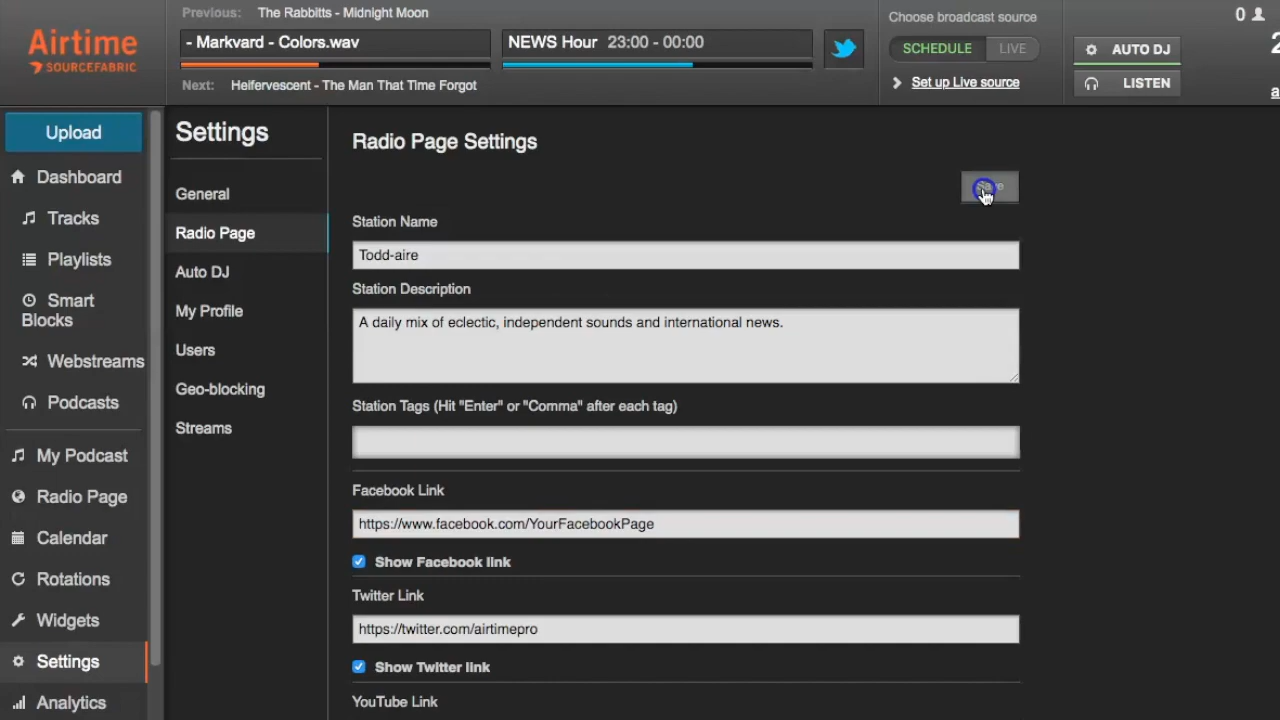 Airtime
SOURCEFABRIC
Previous: The Rabbitts - Midnight Moon
- Markvard - Colors.wav
Next: Heifervescent - The Man That Time Forgot
NEWS Hour 23:00 - 00:00
Choose broadcast source
SCHEDULE LIVE
Set up Live source
0
AUTO DJ
LISTEN
Upload
Dashboard
Tracks
Playlists
Smart
Blocks
Webstreams
Podcasts
My Podcast
Radio Page
Calendar
Rotations
Widgets
Settings
Analytics
Settings
General
Radio Page
Auto DJ
My Profile
Users
Geo-blocking
Streams
Radio Page Settings
Station Name
Todd-aire
Station Description
A daily mix of eclectic, independent sounds and international news.
Station Tags (Hit "Enter" or "Comma" after each tag)
Facebook Link
https://www.facebook.com/YourFacebookPage
Show Facebook link
Twitter Link
https://twitter.com/airtimepro
Show Twitter link
YouTube Link